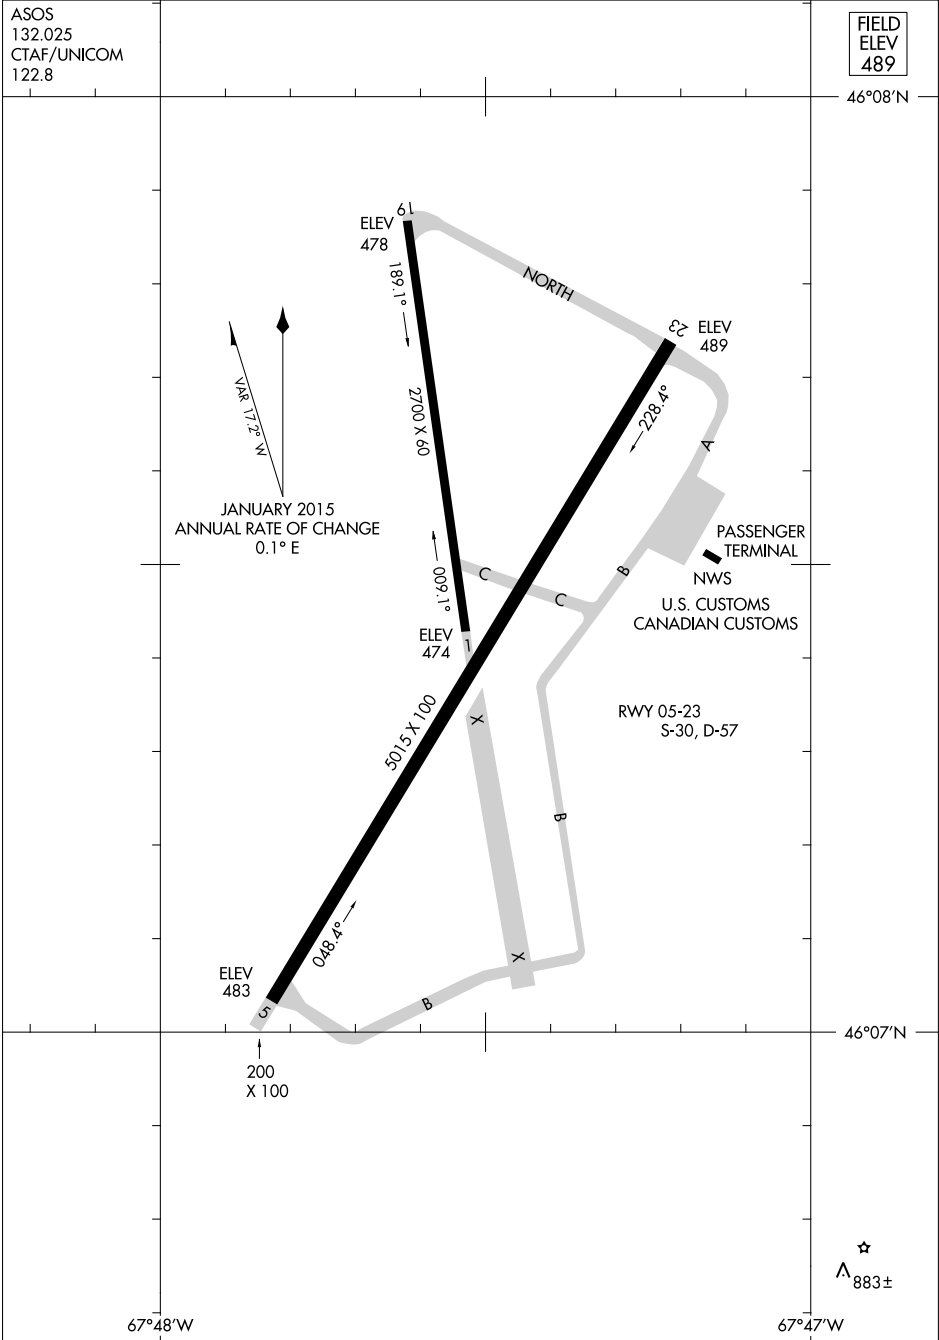 ASOS
132.025
CTAF/UNICOM
122.8
FIELD
ELEV
489
46°08'N
19
ELEV
478
189.1°
NORTH
23
ELEV
489
VAR 17.2° W
2700 X 60
228.4°
A
JANUARY 2015
ANNUAL RATE OF CHANGE
0.1° E
PASSENGER
TERMINAL
NWS
U.S. CUSTOMS
CANADIAN CUSTOMS
009.1°
C
C
B
ELEV
474
1
5015 X 100
X
RWY 05-23
S-30, D-57
B
048.4°
X
ELEV
483
5
B
46°07'N
200
X 100
883±
67°48'W
67°47'W